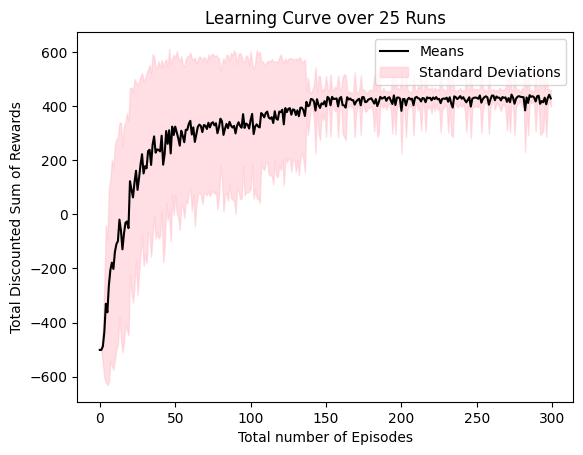 Learning Curve over 25 Runs
Means
Standard Deviations
Total Discounted Sum of Rewards
600
400
200
0
−200
−400
−600
0
50
100
150
200
250
300
Total number of Episodes